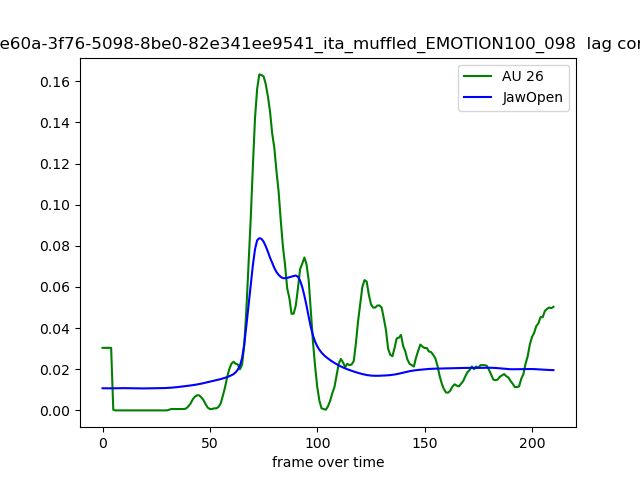 e60a-3f76-5098-8be0-82e341ee9541_ita_muffled_EMOTION100_098 lag
AU 26
JawOpen
0.16
0.14
0.12
0.10
0.08
0.06
0.04
0.02
0.00
0 50 100 150 200
frame over time